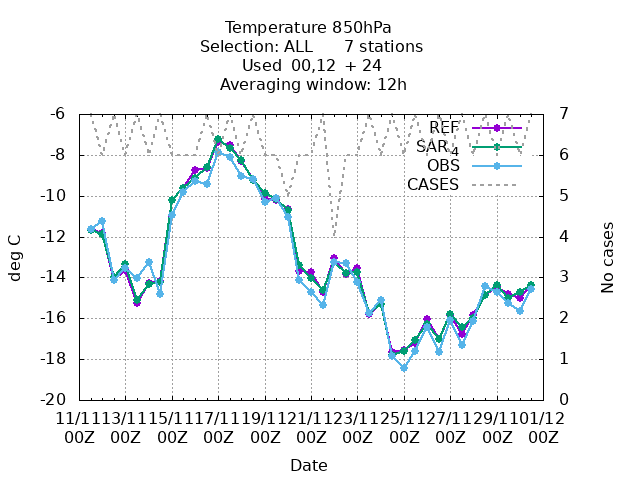 Temperature 850hPa
Selection: ALL 7 stations
Used 00,12 + 24
Averaging window: 12h
-6 7
REF
SAR_4
-8 6
OBS
CASES
-10 5
-12 4
deg C
No cases
-14 3
-16 2
-18 1
-20 0
11/11 13/11 15/11 17/11 19/11 21/11 23/11 25/11 27/11 29/11 01/12
00Z 00Z 00Z 00Z 00Z 00Z 00Z 00Z 00Z 00Z 00Z
Date